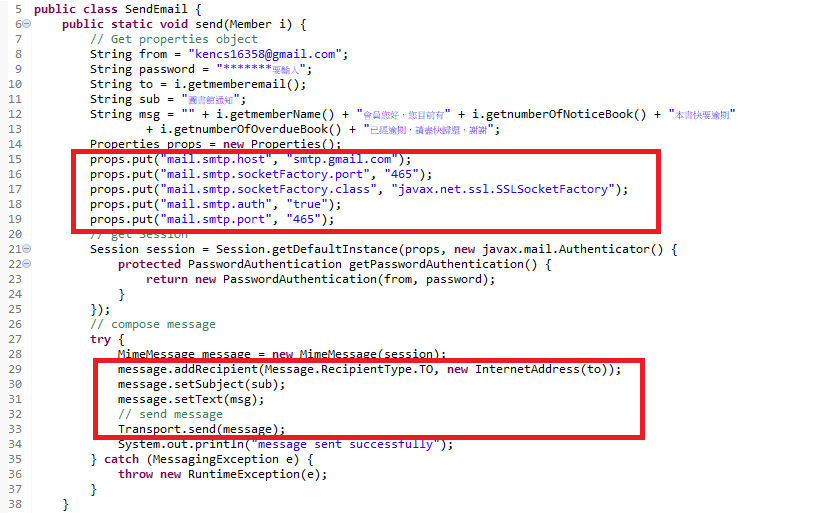 5 public class SendEmail {
6 public static void send(Member i) {
7 // Get properties object
8 String from = "kencs16358@gmail.com";
9 String password = "*******要輸入";
10 String to = i.getmemberemail();
11 String sub = "圖書館通知";
12 String msg = "" + i.getmemberName() + "會員您好，您目前有" + i.getnumberOfNoticeBook() + "本書快要逾期"
13 + i.getnumberOfOverdueBook() + "已經逾期，請盡快歸還，謝謝";
14 Properties props = new Properties();
15 props.put("mail.smtp.host", "smtp.gmail.com");
16 props.put("mail.smtp.socketFactory.port", "465");
17 props.put("mail.smtp.socketFactory.class", "javax.net.ssl.SSLSocketFactory");
18 props.put("mail.smtp.auth", "true");
19 props.put("mail.smtp.port", "465");
20 // get Session
21 Session session = Session.getDefaultInstance(props, new javax.mail.Authenticator() {
22 protected PasswordAuthentication getPasswordAuthentication() {
23 return new PasswordAuthentication(from, password);
24 }
25 });
26 // compose message
27 try {
28 MimeMessage message = new MimeMessage(session);
29 message.addRecipient(Message.RecipientType.TO, new InternetAddress(to));
30 message.setSubject(sub);
31 message.setText(msg);
32 // send message
33 Transport.send(message);
34 System.out.println("message sent successfully");
35 } catch (MessagingException e) {
36 throw new RuntimeException(e);
37 }
38 }